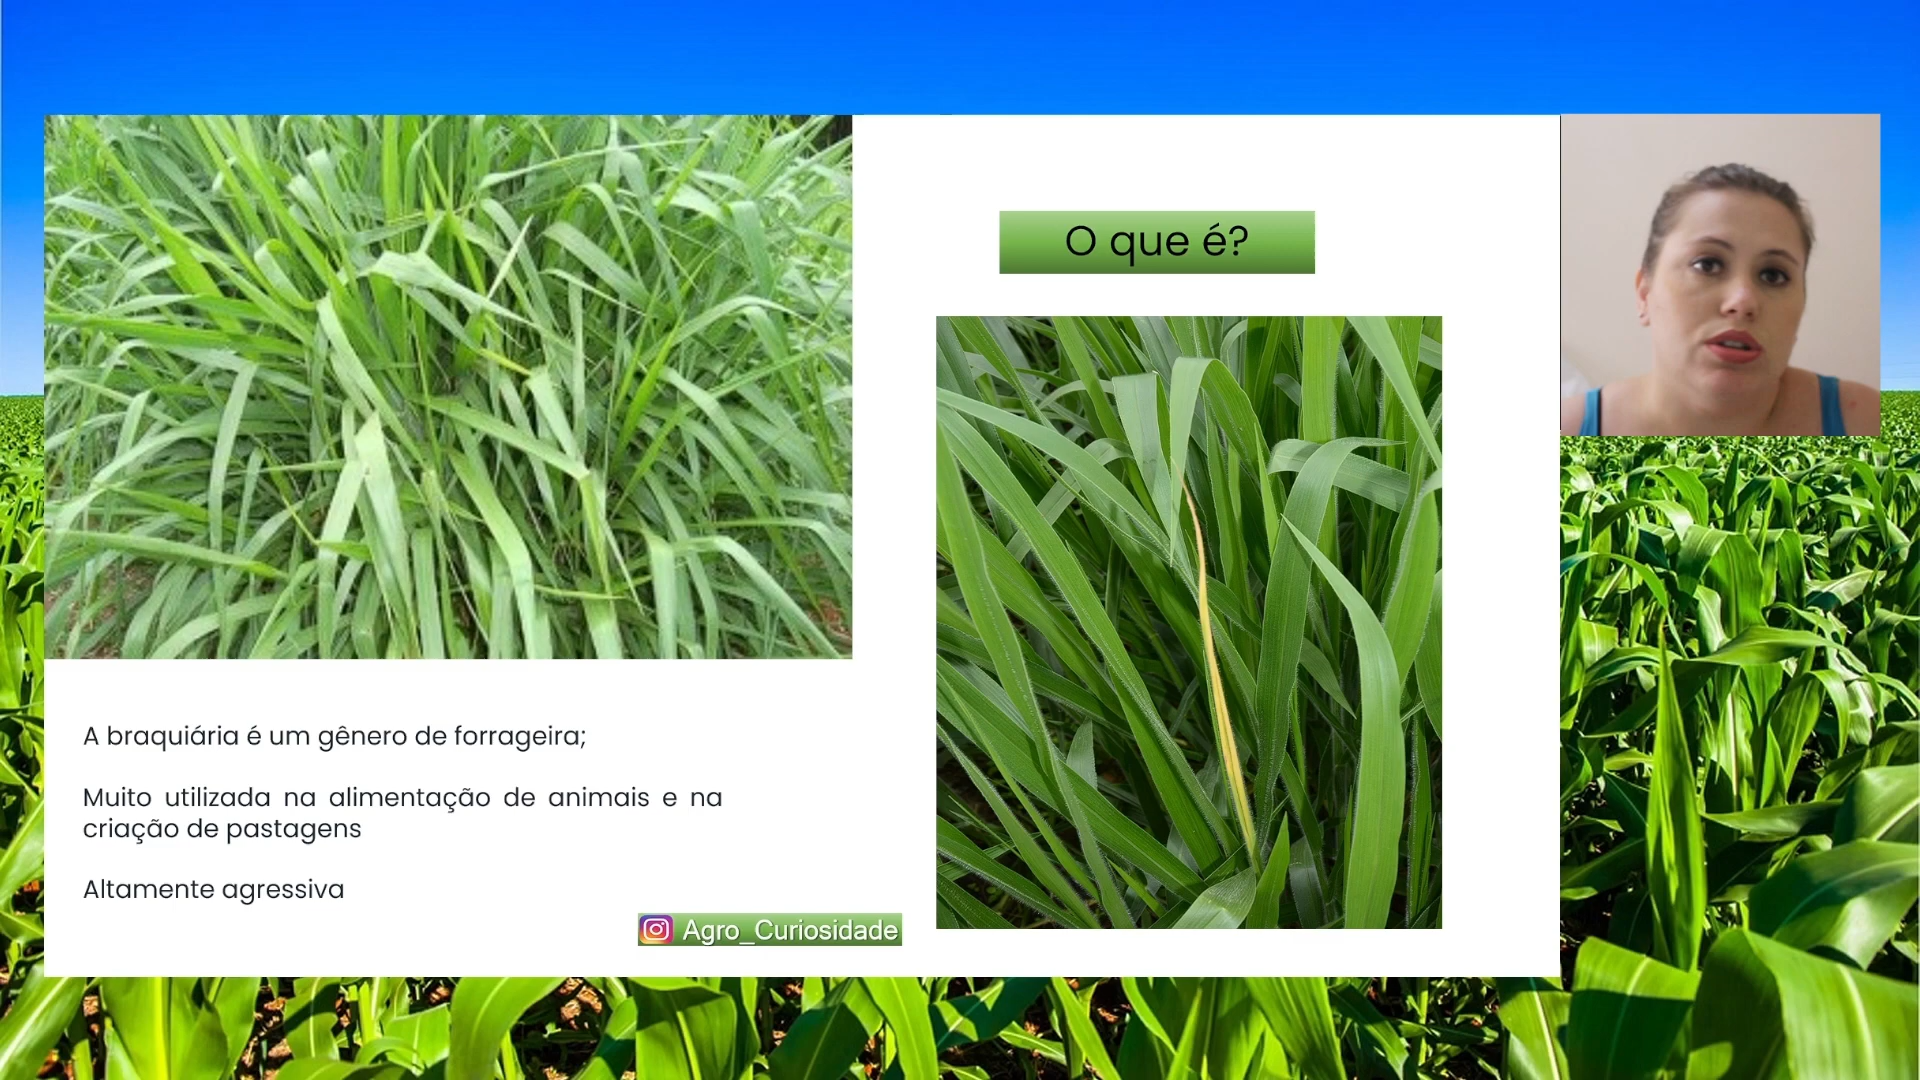 O que é?
A braquiária é um gênero de forrageira;
Muito utilizada na alimentação de animais e na
criação de pastagens
Altamente agressiva
Agro_Curiosidade